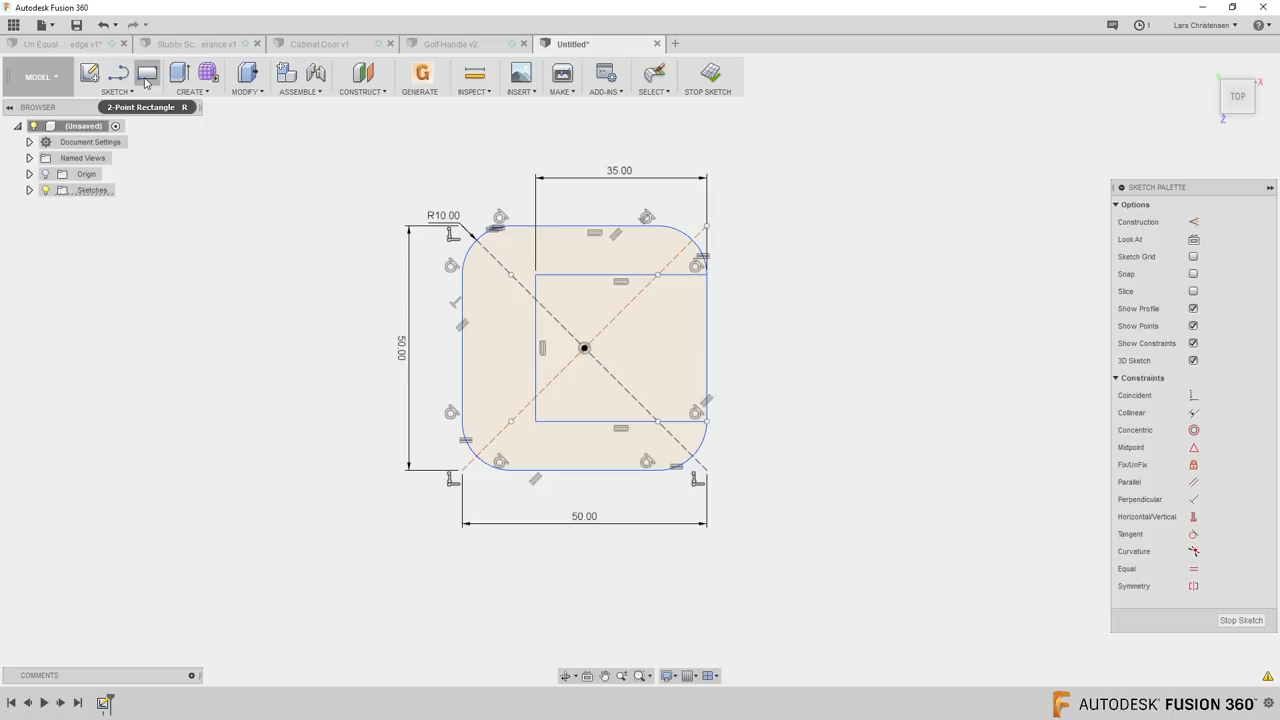 Autodesk Fusion 360
Lars Christensen
1
Un Equal ... edge v1*
Stubby Sc...erance v1
Cabinet Door v1
Golf Handle v2
Untitled*
MODEL
SKETCH
CREATE
MODIFY
ASSEMBLE
CONSTRUCT
GENERATE
INSPECT
INSERT
MAKE
ADD-INS
SELECT
STOP SKETCH
BROWSER
2-Point Rectangle R
TOP
X
Z
(Unsaved)
Document Settings
Named Views
Origin
Sketches
35.00
R10.00
50.00
50.00
SKETCH PALETTE
Options
Construction
Look At
Sketch Grid
Snap
Slice
Show Profile
Show Points
Show Constraints
3D Sketch
Constraints
Coincident
Collinear
Concentric
Midpoint
Fix/UnFix
Parallel
Perpendicular
Horizontal/Vertical
Tangent
Curvature
Equal
Symmetry
Stop Sketch
COMMENTS
AUTODESK® FUSION 360™